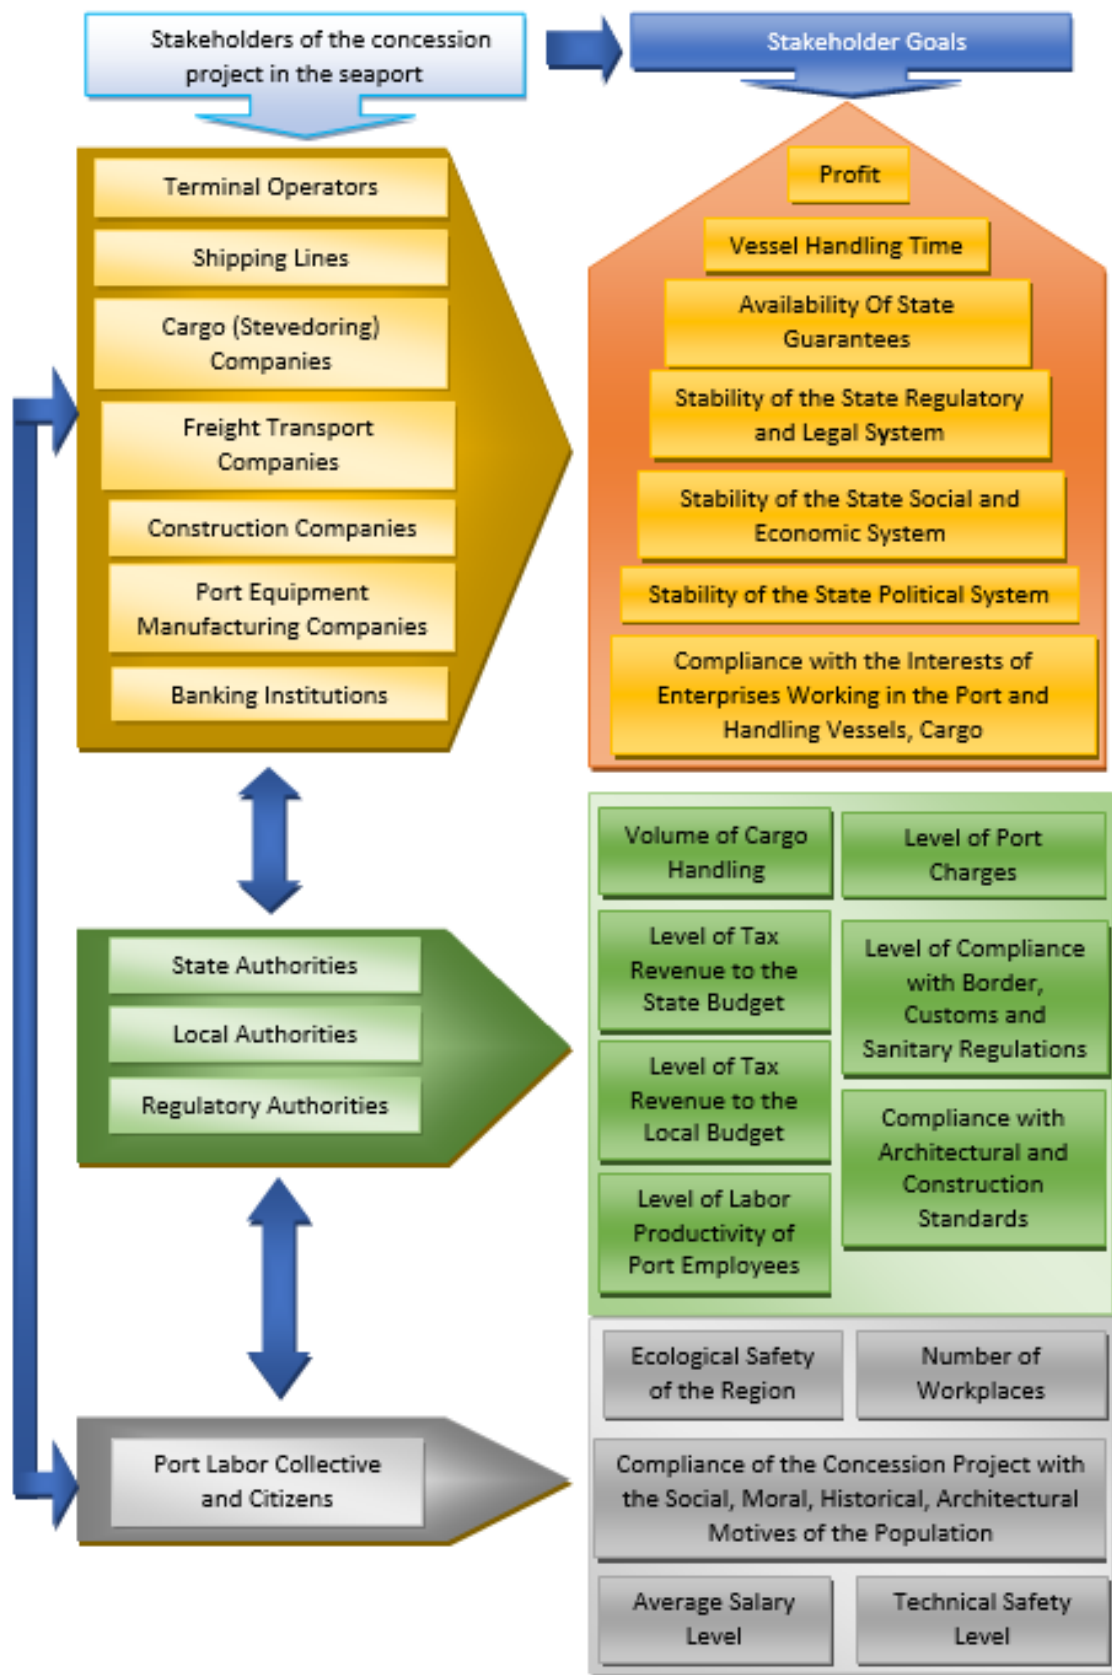 Stakeholders of the concession
project in the seaport
Stakeholder Goals
Terminal Operators
Shipping Lines
Cargo (Stevedoring)
Companies
Freight Transport
Companies
Construction Companies
Port Equipment
Manufacturing Companies
Banking Institutions
Profit
Vessel Handling Time
Availability Of State
Guarantees
Stability of the State Regulatory
and Legal System
Stability of the State Social and
Economic System
Stability of the State Political System
Compliance with the Interests of
Enterprises Working in the Port and
Handling Vessels, Cargo
State Authorities
Local Authorities
Regulatory Authorities
Volume of Cargo
Handling
Level of Port
Charges
Level of Tax
Revenue to the
State Budget
Level of Compliance
with Border,
Customs and
Sanitary Regulations
Level of Tax
Revenue to the
Local Budget
Compliance with
Architectural and
Construction
Standards
Level of Labor
Productivity of
Port Employees
Port Labor Collective
and Citizens
Ecological Safety
of the Region
Number of
Workplaces
Compliance of the Concession Project with
the Social, Moral, Historical, Architectural
Motives of the Population
Average Salary
Level
Technical Safety
Level